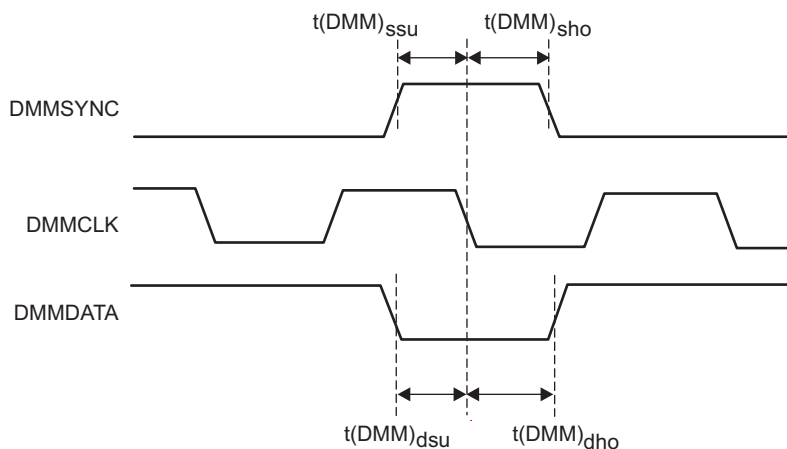 t(DMM)ssu
t(DMM)sho
DMMSYNC
DMMCLK
DMMDATA
t(DMM)dsu
t(DMM)dho